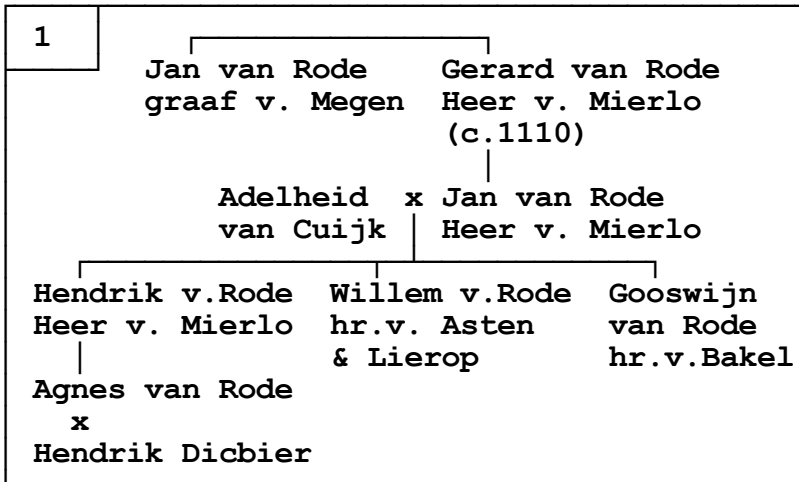 1
Jan van Rode Gerard van Rode
graaf v. Megen Heer v. Mierlo
(c.1110)
Adelheid x Jan van Rode
van Cuijk Heer v. Mierlo
Hendrik v.Rode Willem v.Rode Gooswijn
Heer v. Mierlo hr.v. Asten van Rode
& Lierop hr.v.Bakel
Agnes van Rode
x
Hendrik Dicbier